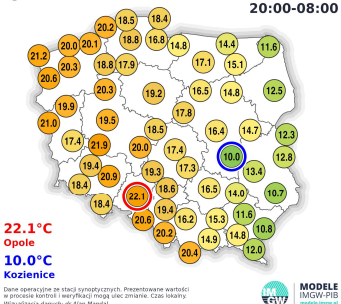 20:00-08:00
18.5 18.4
20.2
20.0 20.1 18.8 16.8 14.8 14.4 11.6
21.2
20.3 18.8 17.9 17.1 15.1
20.6
20.3 19.2 16.5 14.8 12.5
19.9
17.8
21.0 19.5
18.5 16.4 14.7 12.3
17.4
21.9 20.0 17.4 10.0 12.8
19.4 19.3 17.3 13.4
20.9
18.4 18.6 16.5 14.0 10.7
22.1
18.4 19.4
20.6 16.2 15.3 11.6
20.2 14.9 14.8 10.8
20.4 12.0
22.1°C
Opole
10.0°C
Kozienice
Dane operacyjne ze stacji synoptycznych. Prezentowane wartości
w procesie kontroli i weryfikacji mogą ulec zmianie. Czas lokalny.
IM
GW
MODELE
IMGW-PIB